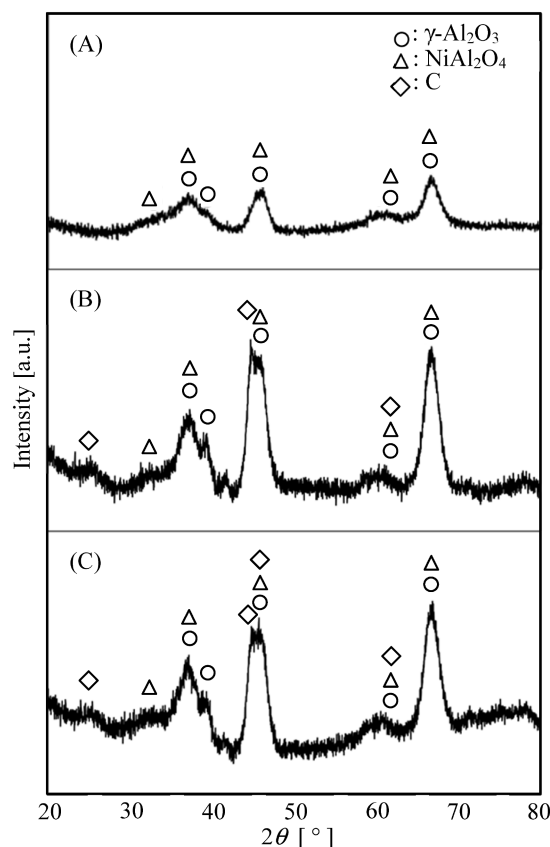 (A)
○: γ-Al₂O₃
△: NiAl₂O₄
◇: C
(B)
(C)
Intensity [a.u.]
20 30 40 50 60 70 80
2θ [ ° ]